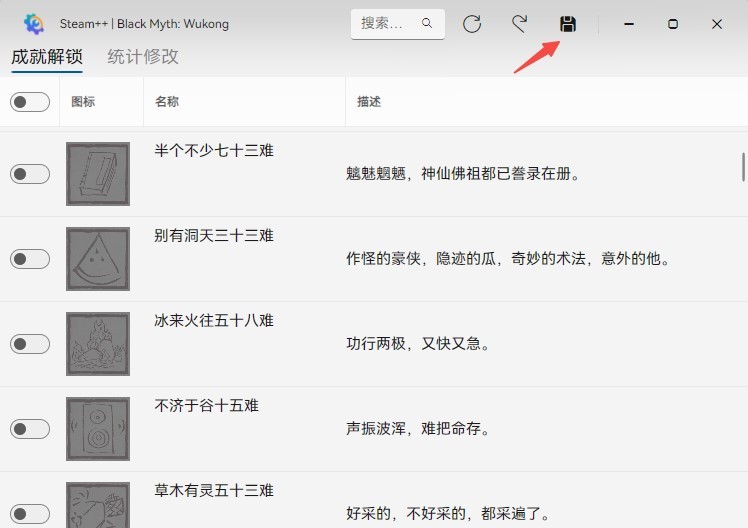 Steam++ | Black Myth: Wukong
搜索...
成就解锁 统计修改
图标 名称 描述
半个不少七十三难
魑魅魍魉，神仙佛祖都已誊录在册。
别有洞天三十三难
作怪的豪侠，隐迹的瓜，奇妙的术法，意外的他。
冰来火往五十八难
功行两极，又快又急。
不济于谷十五难
声振波浑，难把命存。
草木有灵五十三难
好采的，不好采的，都采遍了。